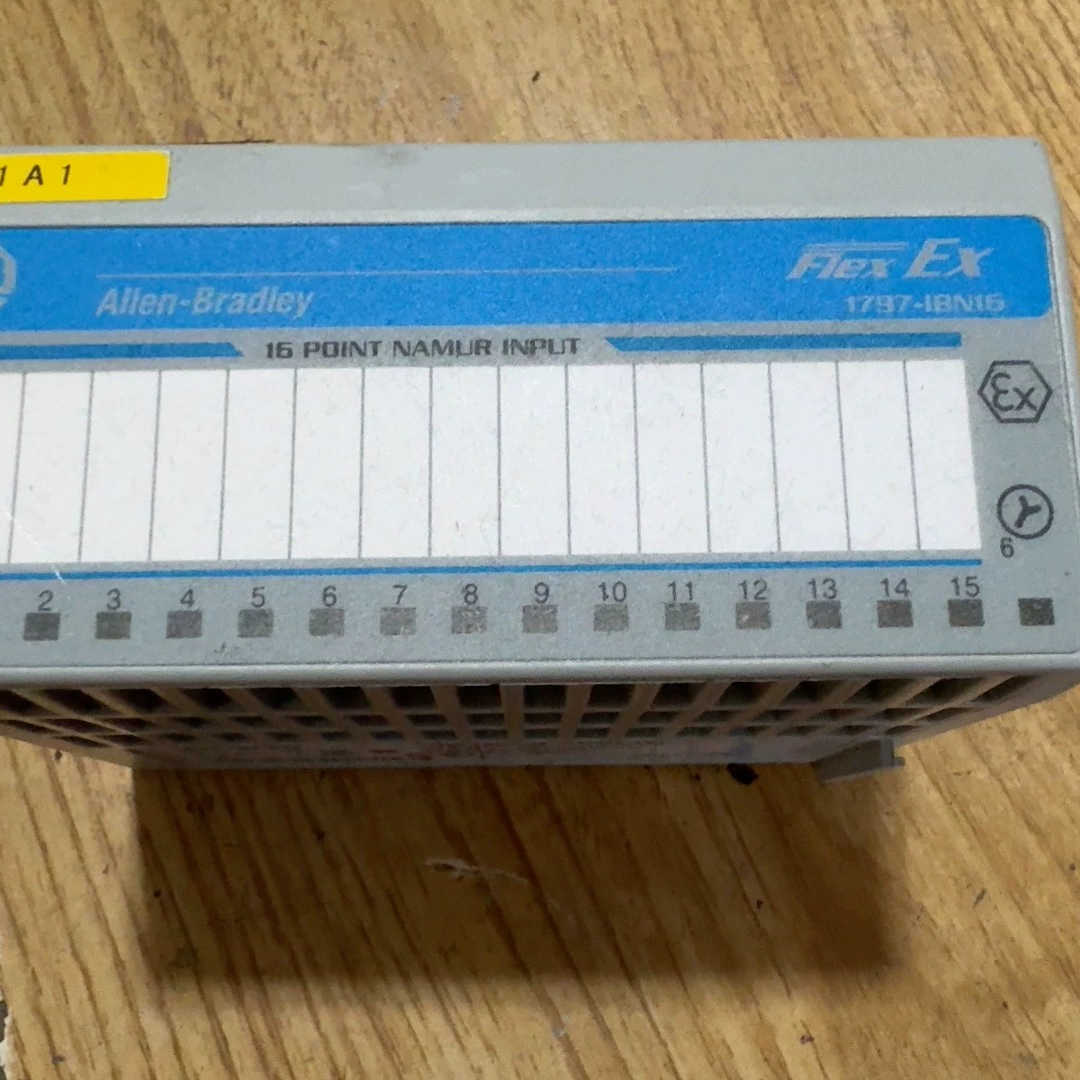 1 A 1
Flex Ex
Allen-Bradley
1797-IBN16
16 POINT NAMUR INPUT
Ex
6
2 3 4 5 6 7 8 9 10 11 12 13 14 15